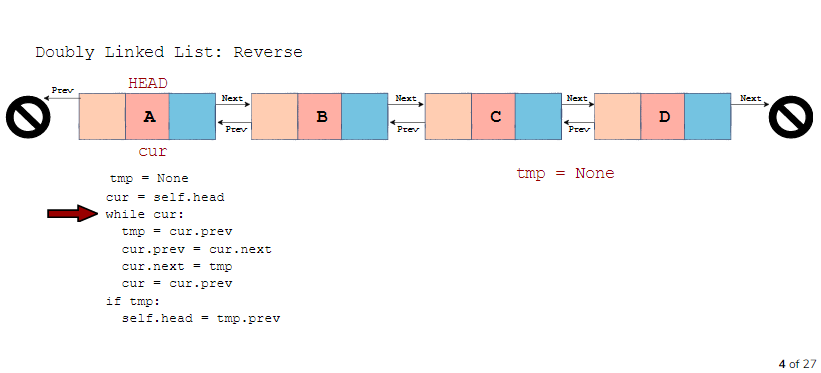 Doubly Linked List: Reverse
HEAD
Prev
Next
Next
Next
Next
A
B
C
D
Prev
Prev
Prev
cur
tmp = None
tmp = None
cur = self.head
while cur:
tmp = cur.prev
cur.prev = cur.next
cur.next = tmp
cur = cur.prev
if tmp:
self.head = tmp.prev
4 of 27